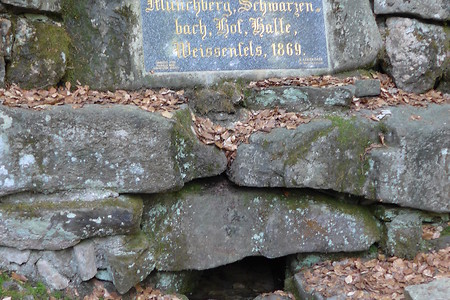 Münchberg, Schwarzen-
bach, Hof, Halle,
Weissenfels, 1869.